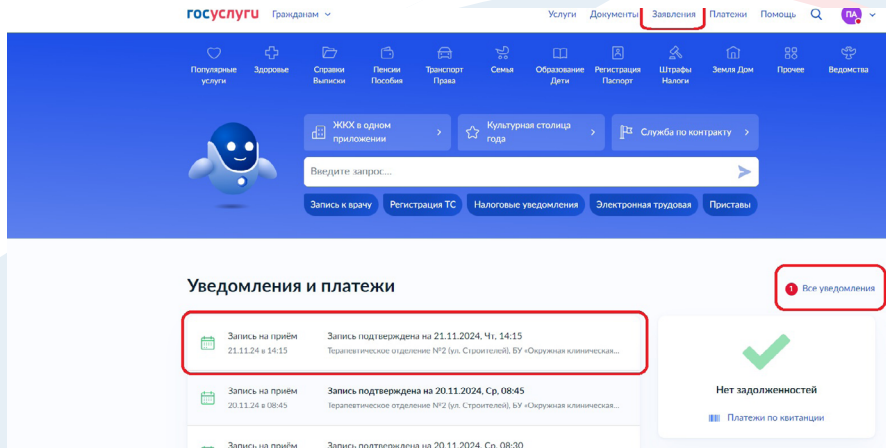 госуслуги Гражданам Услуги Документы Заявления Платежи Помощь ПА
Популярные услуги
Здоровье
Справки Выписки
Пенсии Пособия
Транспорт Права
Семья
Образование Дети
Регистрация Паспорт
Штрафы Налоги
Земля Дом
Прочее
Ведомства
ЖКХ в одном приложении
Культурная столица года
Служба по контракту
Введите запрос...
Запись к врачу Регистрация ТС Налоговые уведомления Электронная трудовая Приставы
Уведомления и платежи
1 Все уведомления
Запись на приём Запись подтверждена на 21.11.2024, Чт, 14:15
21.11.24 в 14:15 Терапевтическое отделение №2 (ул. Строителей), БУ «Окружная клиническая...
Запись на приём Запись подтверждена на 20.11.2024, Ср, 08:45
20.11.24 в 08:45 Терапевтическое отделение №2 (ул. Строителей), БУ «Окружная клиническая...
Запись на приём Запись подтверждена на 20.11.2024, Ср, 08:30
Нет задолженностей
Платежи по квитанции